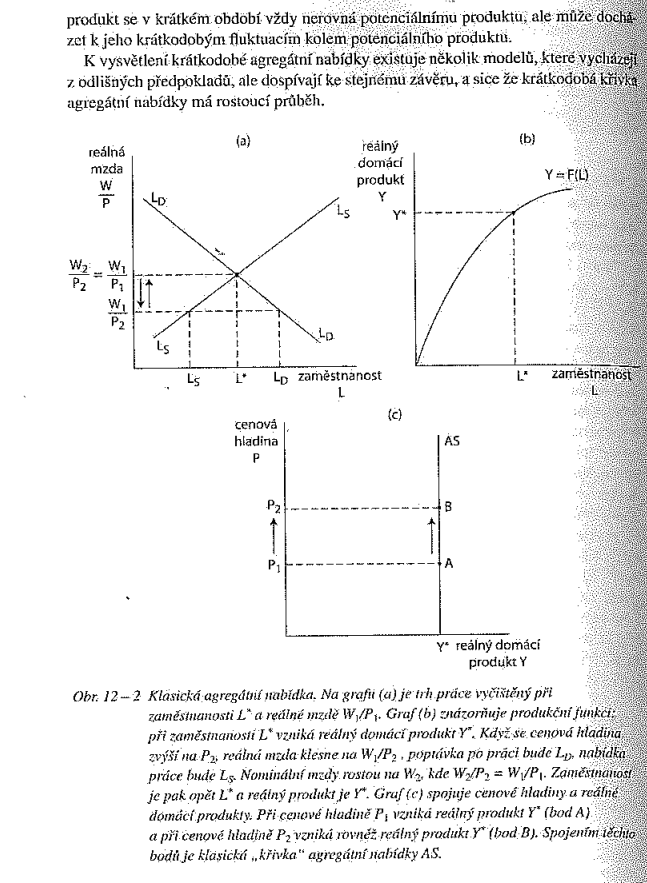 produkt se v krátkém období vždy nerovná potenciálnímu produktu, ale může dochá-
zet k jeho krátkodobým fluktuacím kolem potenciálního produktu.
K vysvětlení krátkodobé agregátní nabídky existuje několik modelů, které vycházejí
z odlišných předpokladů, ale dospívají ke stejnému závěru, a sice že krátkodobá křivka
agregátní nabídky má rostoucí průběh.
(a)
reálná
mzda
W
P
LD
LS
W2
P2
=
W1
P1
W1
P2
LS
LD
LS
L*
LD
zaměstnanost
L
(b)
reálný
domácí
produkt
Y
Y = F(L)
Y*
L*
zaměstnanost
L
(c)
cenová
hladina
P
AS
P2
B
P1
A
Y* reálný domácí
produkt Y
Obr. 12 – 2 Klasická agregátní nabídka. Na grafu (a) je trh práce vyčištěný při
zaměstnanosti L* a reálné mzdě W1/P1. Graf (b) znázorňuje produkční funkci:
při zaměstnanosti L* vzniká reálný domácí produkt Y*. Když se cenová hladina
zvýší na P2, reálná mzda klesne na W1/P2, poptávka po práci bude LD, nabídka
práce bude LS. Nominální mzdy rostou na W2, kde W2/P2 = W1/P1. Zaměstnanost
je pak opět L* a reálný produkt je Y*. Graf (c) spojuje cenové hladiny a reálné
domácí produkty. Při cenové hladině P1 vzniká reálný produkt Y* (bod A)
a při cenové hladině P2 vzniká rovněž reálný produkt Y* (bod B). Spojením těchto
bodů je klasická „křivka" agregátní nabídky AS.